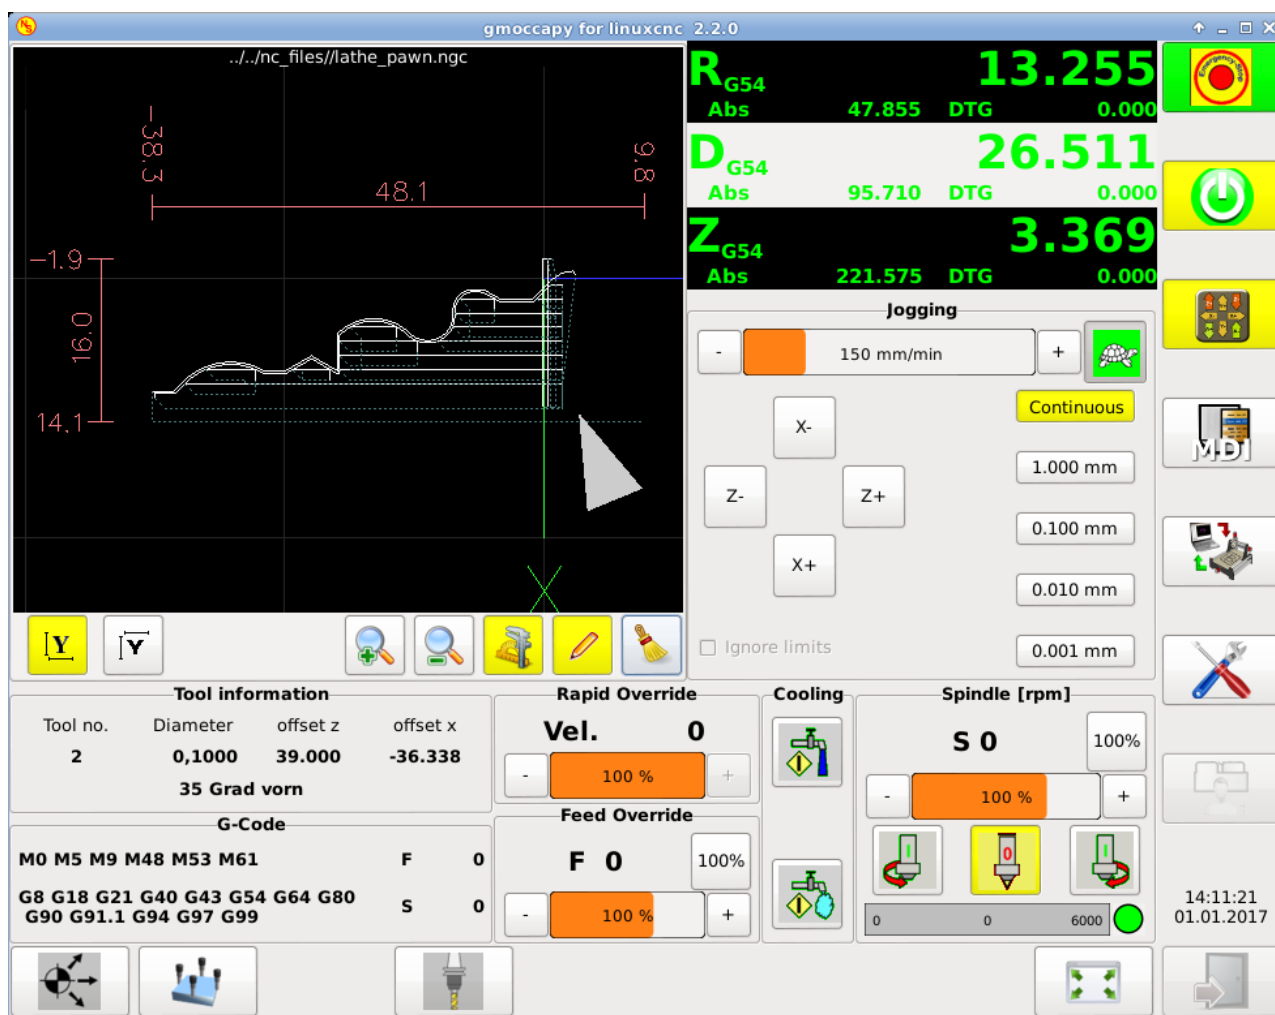 gmoccapy for linuxcnc 2.2.0
../../nc_files//lathe_pawn.ngc
-38.3
9.8
48.1
-1.9
16.0
14.1
X
R G54 13.255
Abs 47.855 DTG 0.000
D G54 26.511
Abs 95.710 DTG 0.000
Z G54 3.369
Abs 221.575 DTG 0.000
Emergency-Stop
Jogging
- 150 mm/min +
Continuous
X-
1.000 mm
Z- Z+
0.100 mm
X+
0.010 mm
Ignore limits
0.001 mm
MDI
Y Y
Tool information
Tool no. Diameter offset z offset x
2 0,1000 39.000 -36.338
35 Grad vorn
G-Code
M0 M5 M9 M48 M53 M61 F 0
G8 G18 G21 G40 G43 G54 G64 G80
G90 G91.1 G94 G97 G99
S 0
Rapid Override
Vel. 0
- 100 % +
Feed Override
F 0 100%
- 100 % +
Cooling
Spindle [rpm]
S 0 100%
- 100 % +
I 0 I
0 0 6000
14:11:21
01.01.2017